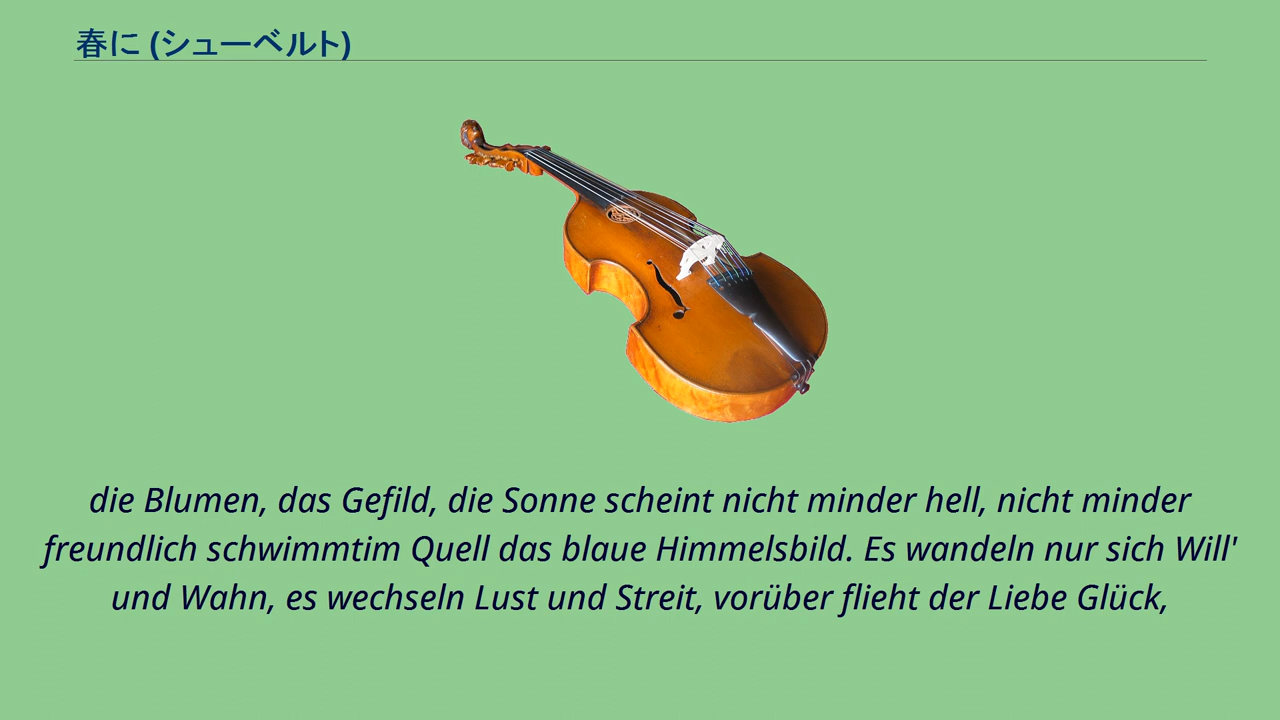 春に (シューベルト)
die Blumen, das Gefild, die Sonne scheint nicht minder hell, nicht minder
freundlich schwimmtim Quell das blaue Himmelsbild. Es wandeln nur sich Will'
und Wahn, es wechseln Lust und Streit, vorüber flieht der Liebe Glück,